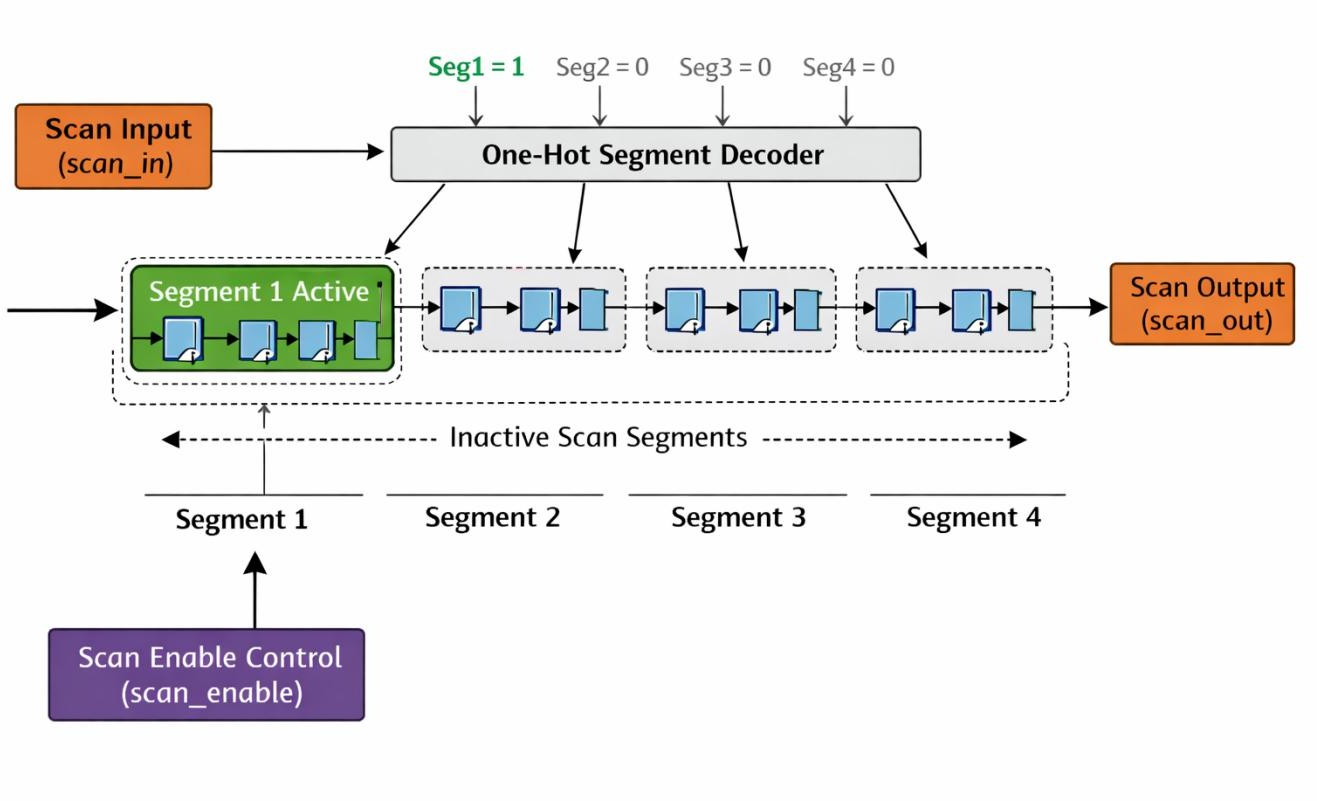 Seg1 = 1 Seg2 = 0 Seg3 = 0 Seg4 = 0
Scan Input
(scan_in)
One-Hot Segment Decoder
Segment 1 Active
Scan Output
(scan_out)
Inactive Scan Segments
Segment 1 Segment 2 Segment 3 Segment 4
Scan Enable Control
(scan_enable)